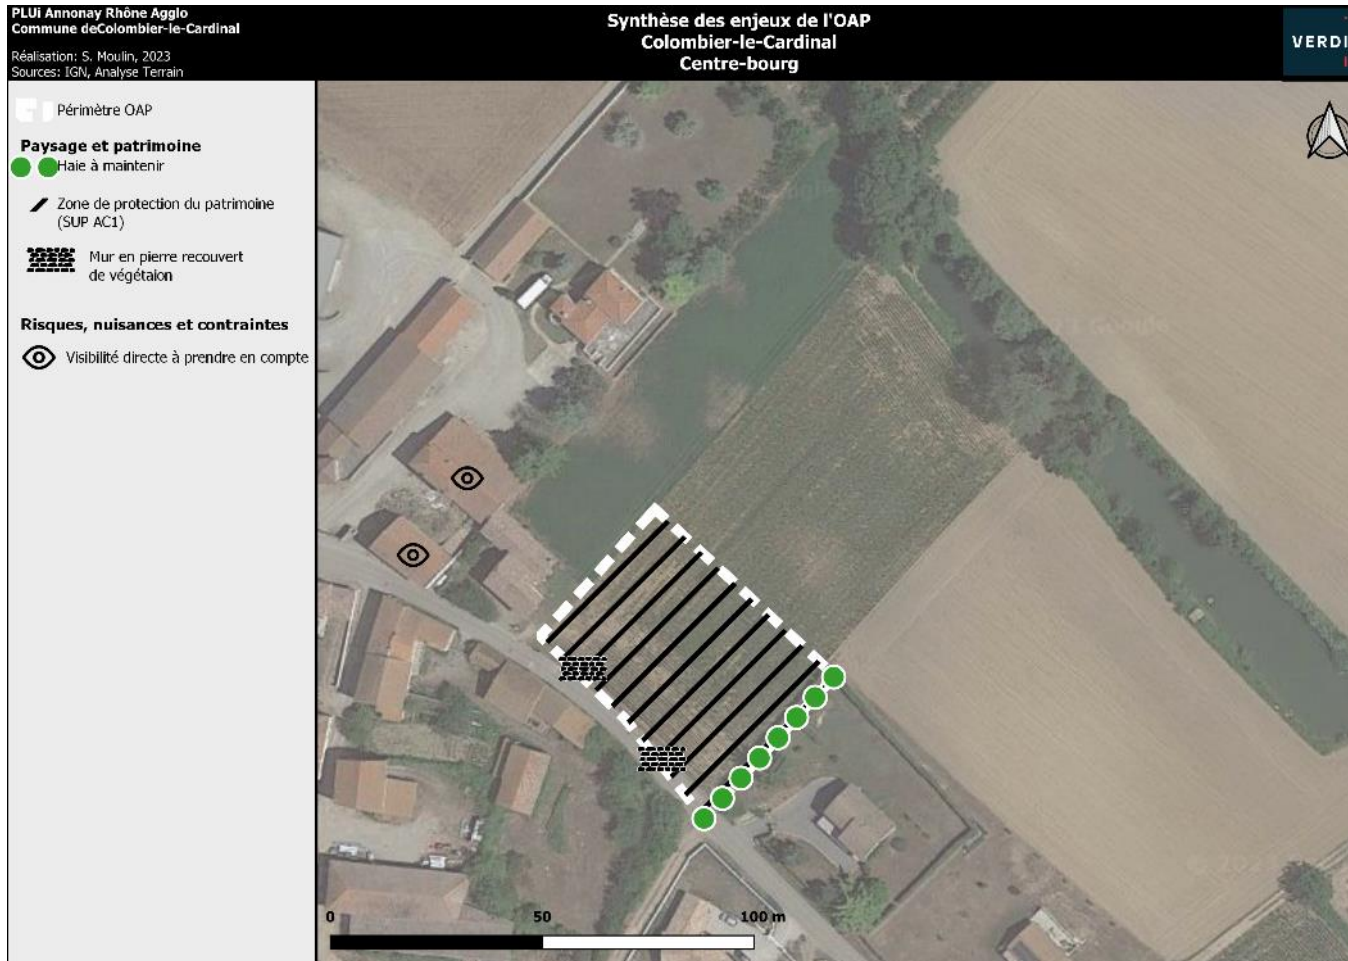 PLUi Annonay Rhône Agglo
Commune deColombier-le-Cardinal
Réalisation: S. Moulin, 2023
Sources: IGN, Analyse Terrain
Synthèse des enjeux de l'OAP
Colombier-le-Cardinal
Centre-bourg
VERDI
Périmètre OAP
Paysage et patrimoine
Haie à maintenir
Zone de protection du patrimoine
(SUP AC1)
Mur en pierre recouvert
de végétaion
Risques, nuisances et contraintes
Visibilité directe à prendre en compte
0 50 100 m